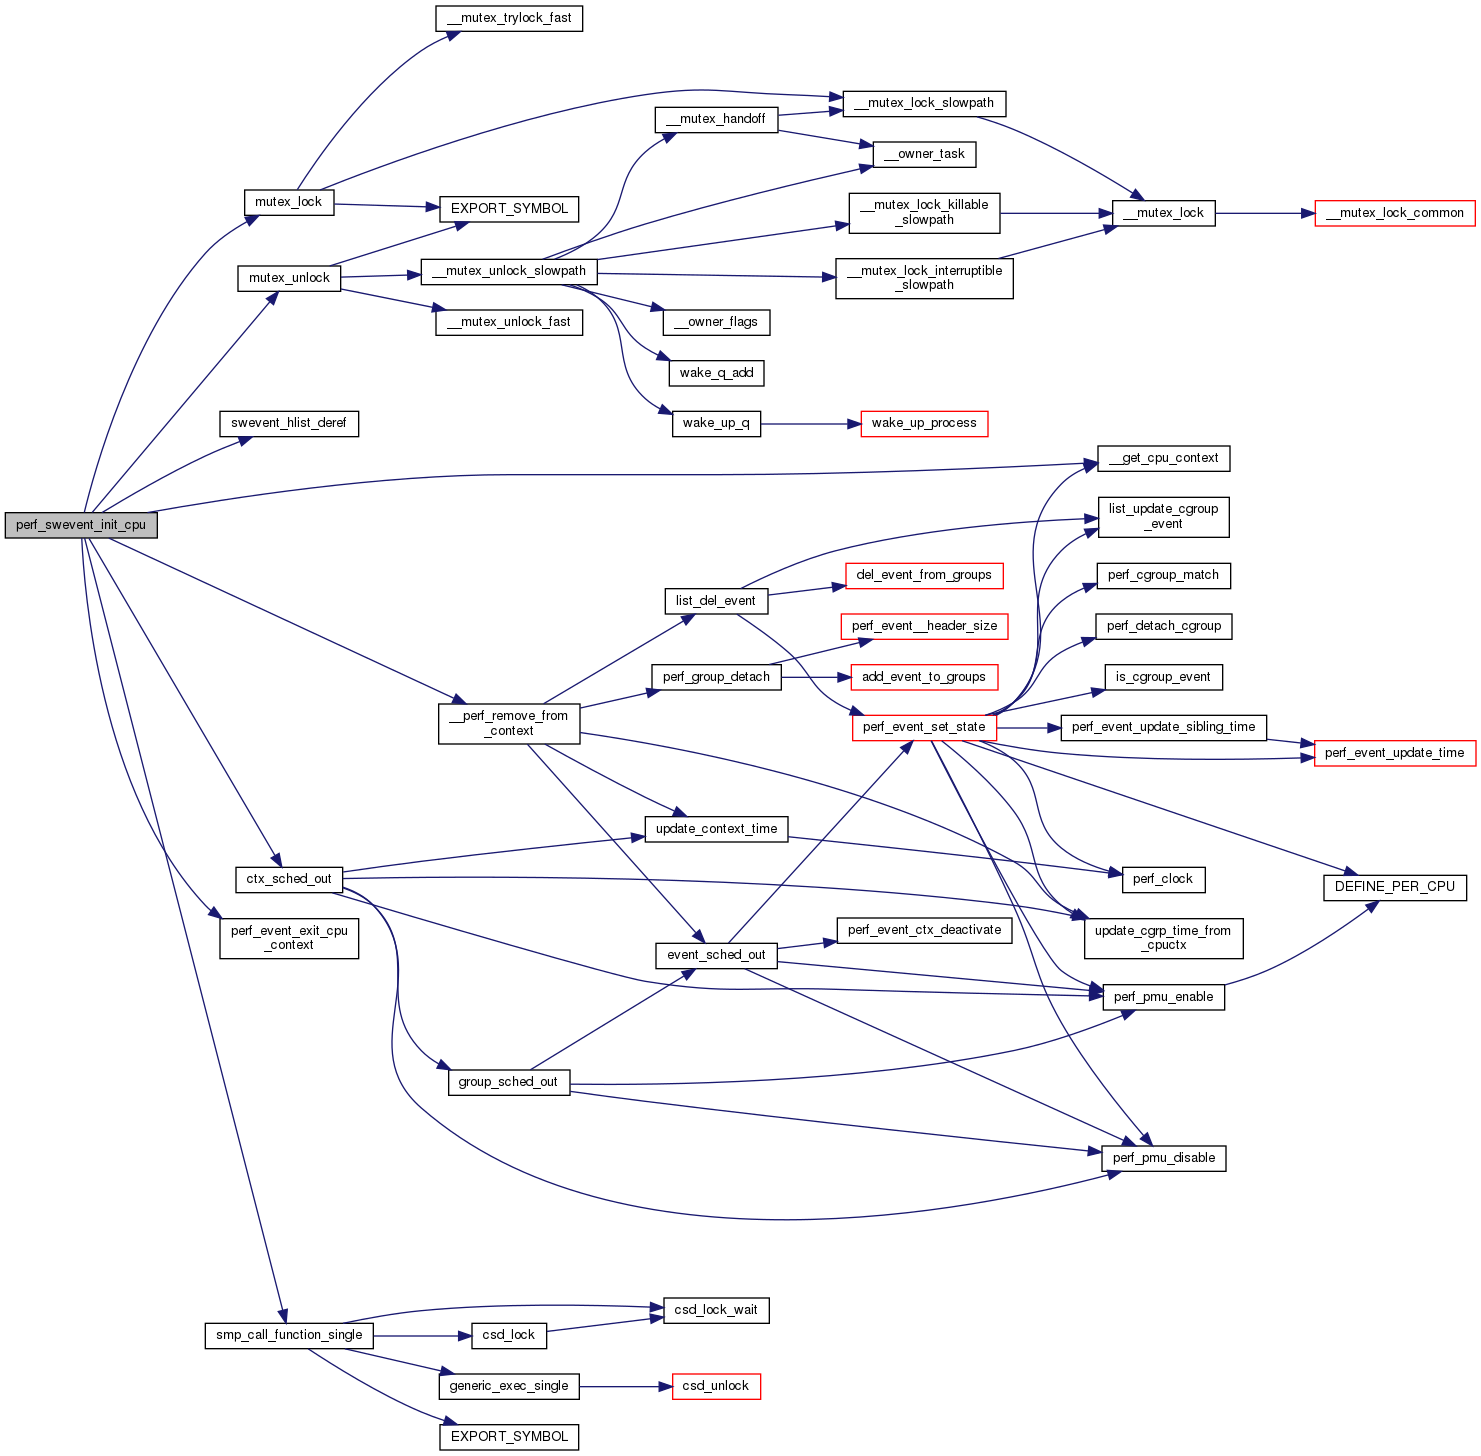 __mutex_trylock_fast
__mutex_lock_slowpath
__mutex_handoff
__owner_task
mutex_lock
EXPORT_SYMBOL
__mutex_lock_killable
_slowpath
__mutex_lock
__mutex_lock_common
mutex_unlock
__mutex_unlock_slowpath
__mutex_lock_interruptible
_slowpath
__mutex_unlock_fast
__owner_flags
wake_q_add
swevent_hlist_deref
wake_up_q
wake_up_process
__get_cpu_context
perf_swevent_init_cpu
list_update_cgroup
_event
del_event_from_groups
perf_cgroup_match
list_del_event
perf_event__header_size
perf_detach_cgroup
perf_group_detach
add_event_to_groups
is_cgroup_event
__perf_remove_from
_context
perf_event_set_state
perf_event_update_sibling_time
perf_event_update_time
update_context_time
ctx_sched_out
perf_clock
DEFINE_PER_CPU
perf_event_exit_cpu
_context
perf_event_ctx_deactivate
update_cgrp_time_from
_cpuctx
event_sched_out
perf_pmu_enable
group_sched_out
perf_pmu_disable
csd_lock_wait
smp_call_function_single
csd_lock
generic_exec_single
csd_unlock
EXPORT_SYMBOL